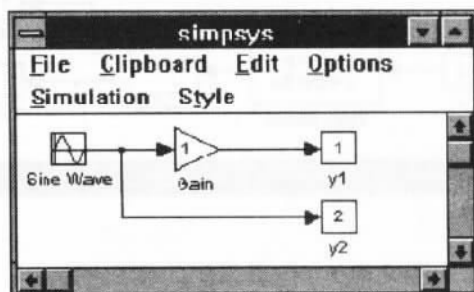 simpsys
File Clipboard Edit Options
Simulation Style
1
1
Sine Wave
Gain
y1
2
y2